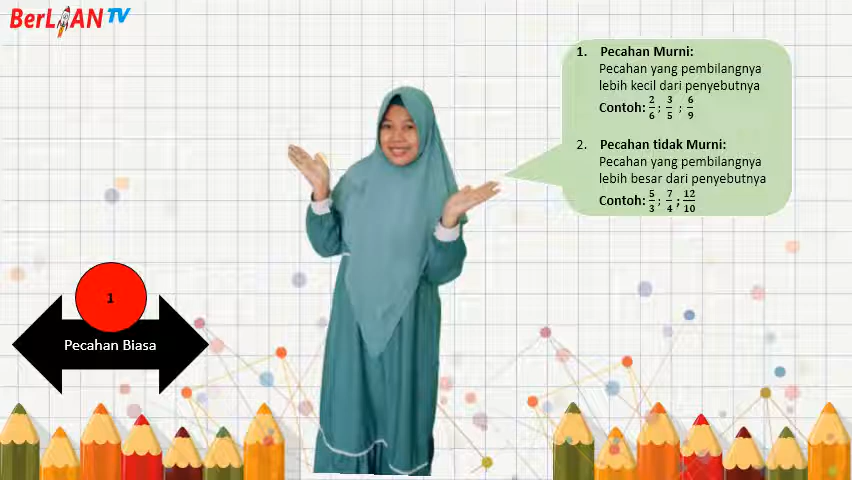 BerLIAN TV
1. Pecahan Murni:
Pecahan yang pembilangnya
lebih kecil dari penyebutnya
Contoh: 2/6 ; 3/5 ; 6/9
2. Pecahan tidak Murni:
Pecahan yang pembilangnya
lebih besar dari penyebutnya
Contoh: 5/3 ; 7/4 ; 12/10
1
Pecahan Biasa